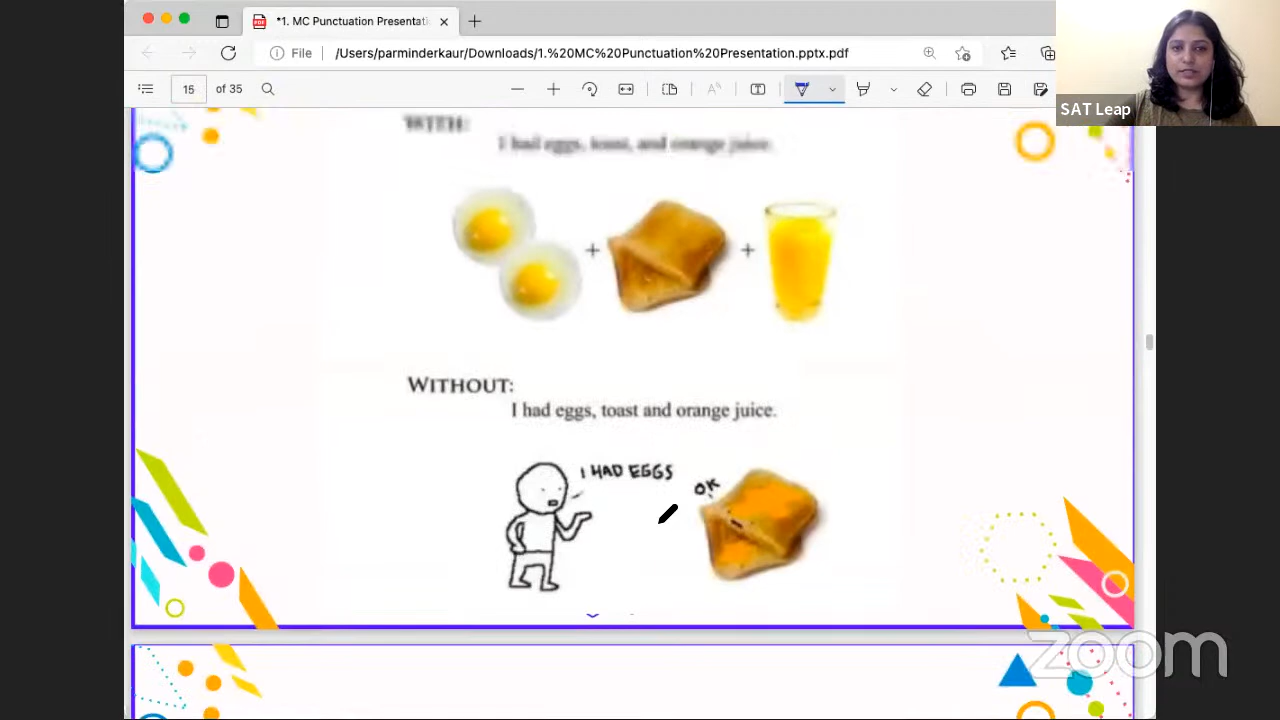 *1. MC Punctuation Presentati
File
/Users/parminderkaur/Downloads/1.%20MC%20Punctuation%20Presentation.pptx.pdf
15 of 35
SAT Leap
WITH:
I had eggs, toast, and orange juice.
+ +
WITHOUT:
I had eggs, toast and orange juice.
I HAD EGGS
OK
zoom